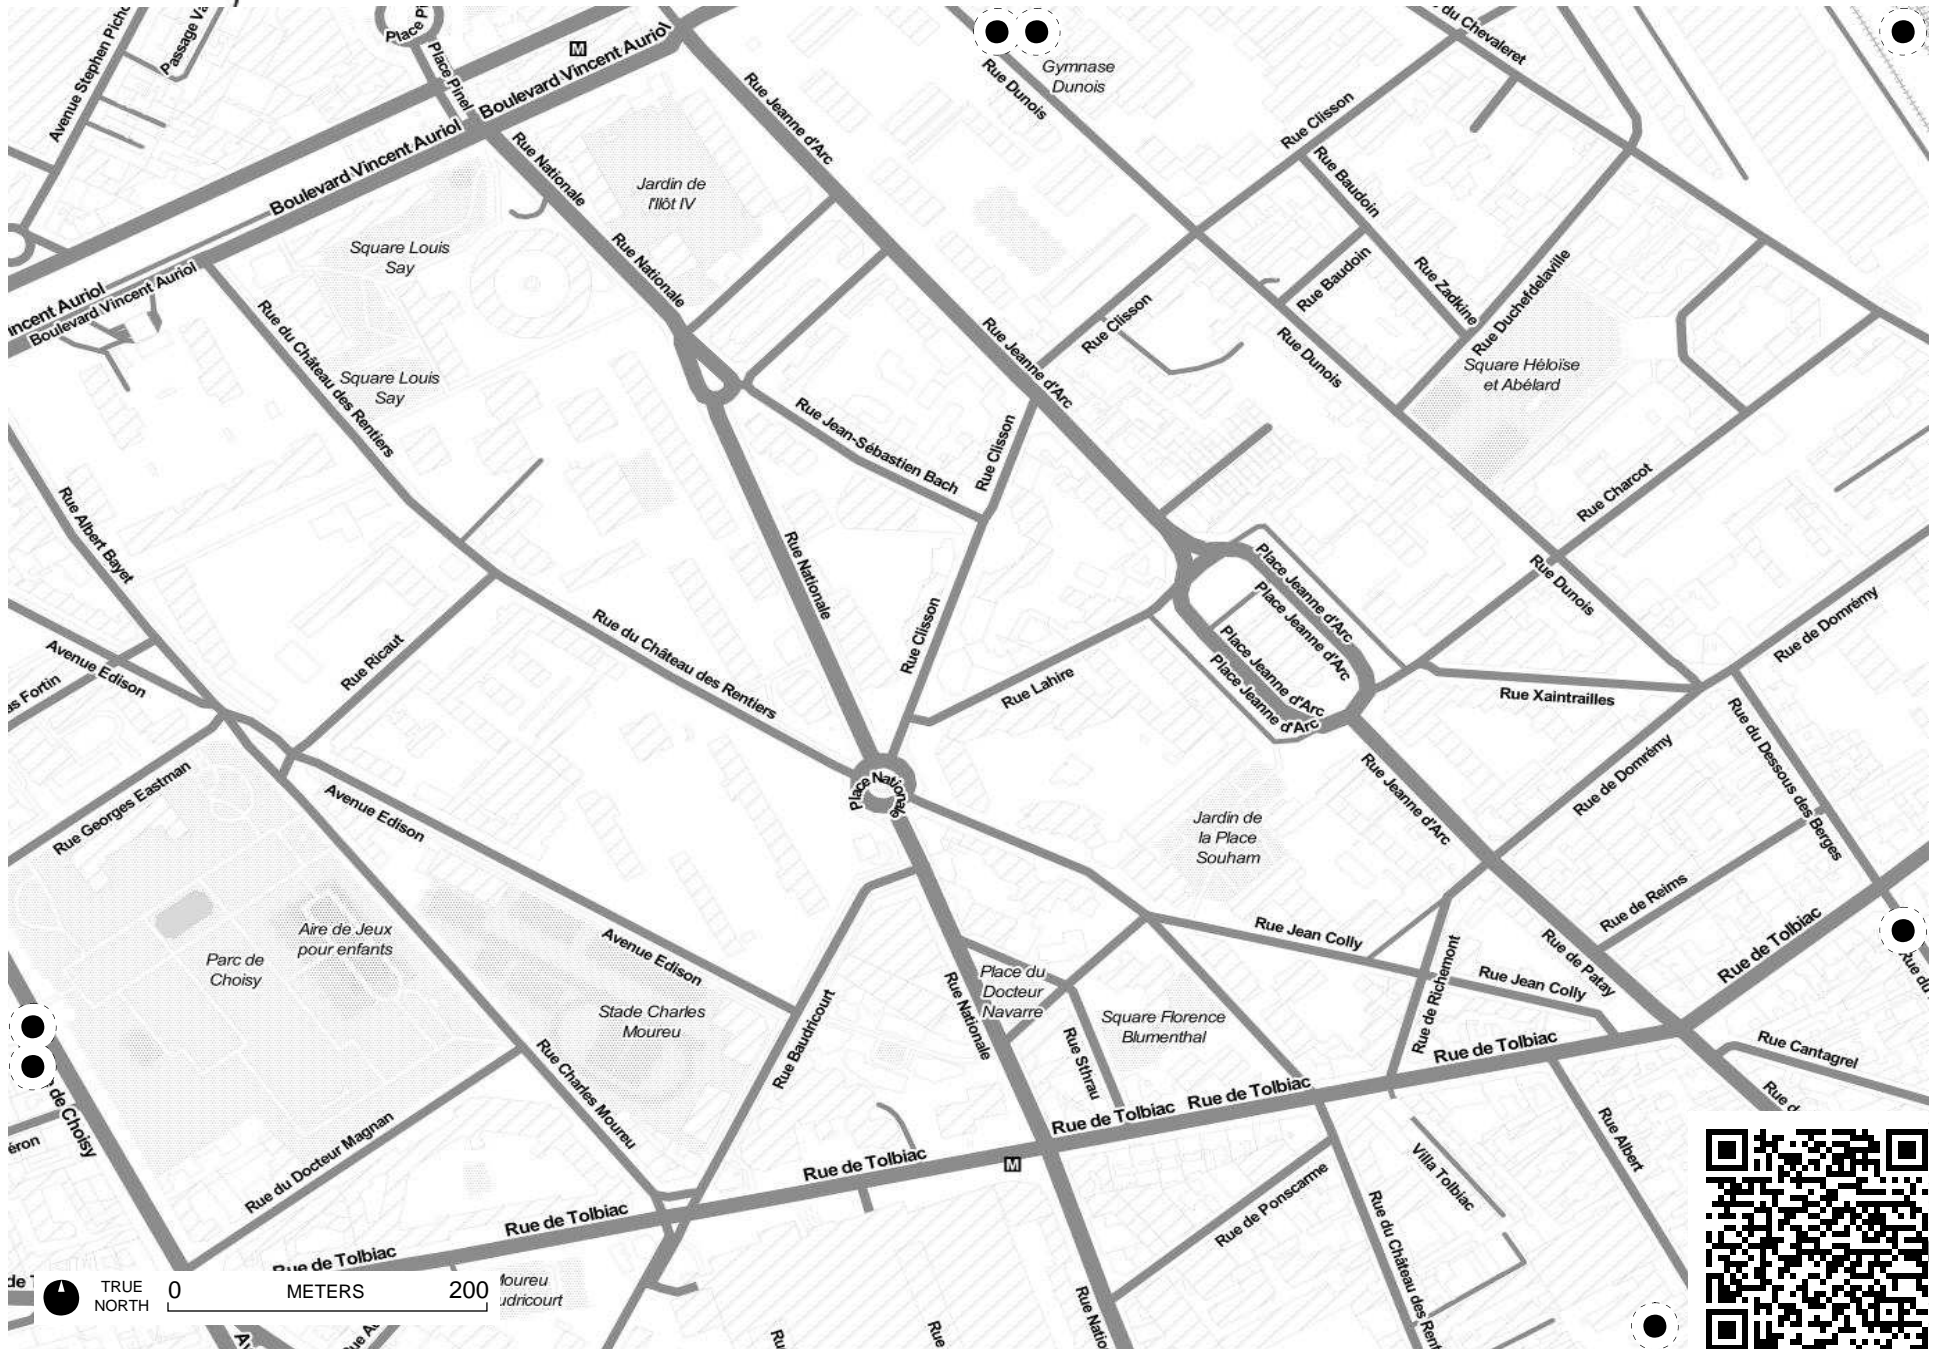 Place Pinel
Boulevard Vincent Auriol
M
Rue Jeanne d'Arc
Rue Dunois
Gymnase
Dunois
du Chevaleret
Avenue Stephen Pichon
Rue Clisson
Boulevard Vincent Auriol
Rue Nationale
Jardin de
l'Ilôt IV
Rue Baudoin
Square Louis
Say
Rue Nationale
Rue Baudoin
Rue Zadkine
Rue Duchefdelaville
Boulevard Vincent Auriol
Rue du Château des Rentiers
Rue Clisson
Rue Jeanne d'Arc
Rue Dunois
Square Louis
Say
Square Héloïse
et Abélard
Rue Jean-Sébastien Bach
Rue Clisson
Rue Charcot
Rue Albert Bayet
Rue Nationale
Place Jeanne d'Arc
Place Jeanne d'Arc
Place Jeanne d'Arc
Place Jeanne d'Arc
Rue Dunois
Rue de Domrémy
Rue Clisson
Rue Ricaut
Rue du Château des Rentiers
Avenue Edison
as Fortin
Rue Lahire
Rue Xaintrailles
Rue du Dessous des Berges
Rue de Domrémy
Rue Jeanne d'Arc
Place Nationale
Rue Georges Eastman
Avenue Edison
Jardin de
la Place
Souham
Rue de Reims
Rue de Tolbiac
Aire de Jeux
pour enfants
Parc de
Choisy
Avenue Edison
Rue Jean Colly
Rue de Patay
Rue de Richemont
Rue Jean Colly
Place du
Docteur
Navarre
Rue Nationale
Stade Charles
Moureu
Rue Baudricourt
Square Florence
Blumenthal
Rue Sthrau
Rue de Tolbiac
Rue Cantagrel
Rue Charles Moureu
de Choisy
Rue de Tolbiac
Rue de Tolbiac
Rue Albert
éron
Rue du Docteur Magnan
Rue de Tolbiac
M
Rue de Ponscarme
Villa Tolbiac
Rue de Tolbiac
Rue du Château des Rent
Rue de Tolbiac
Moureu
udricourt
TRUE
NORTH
0 METERS 200
Rue Natio